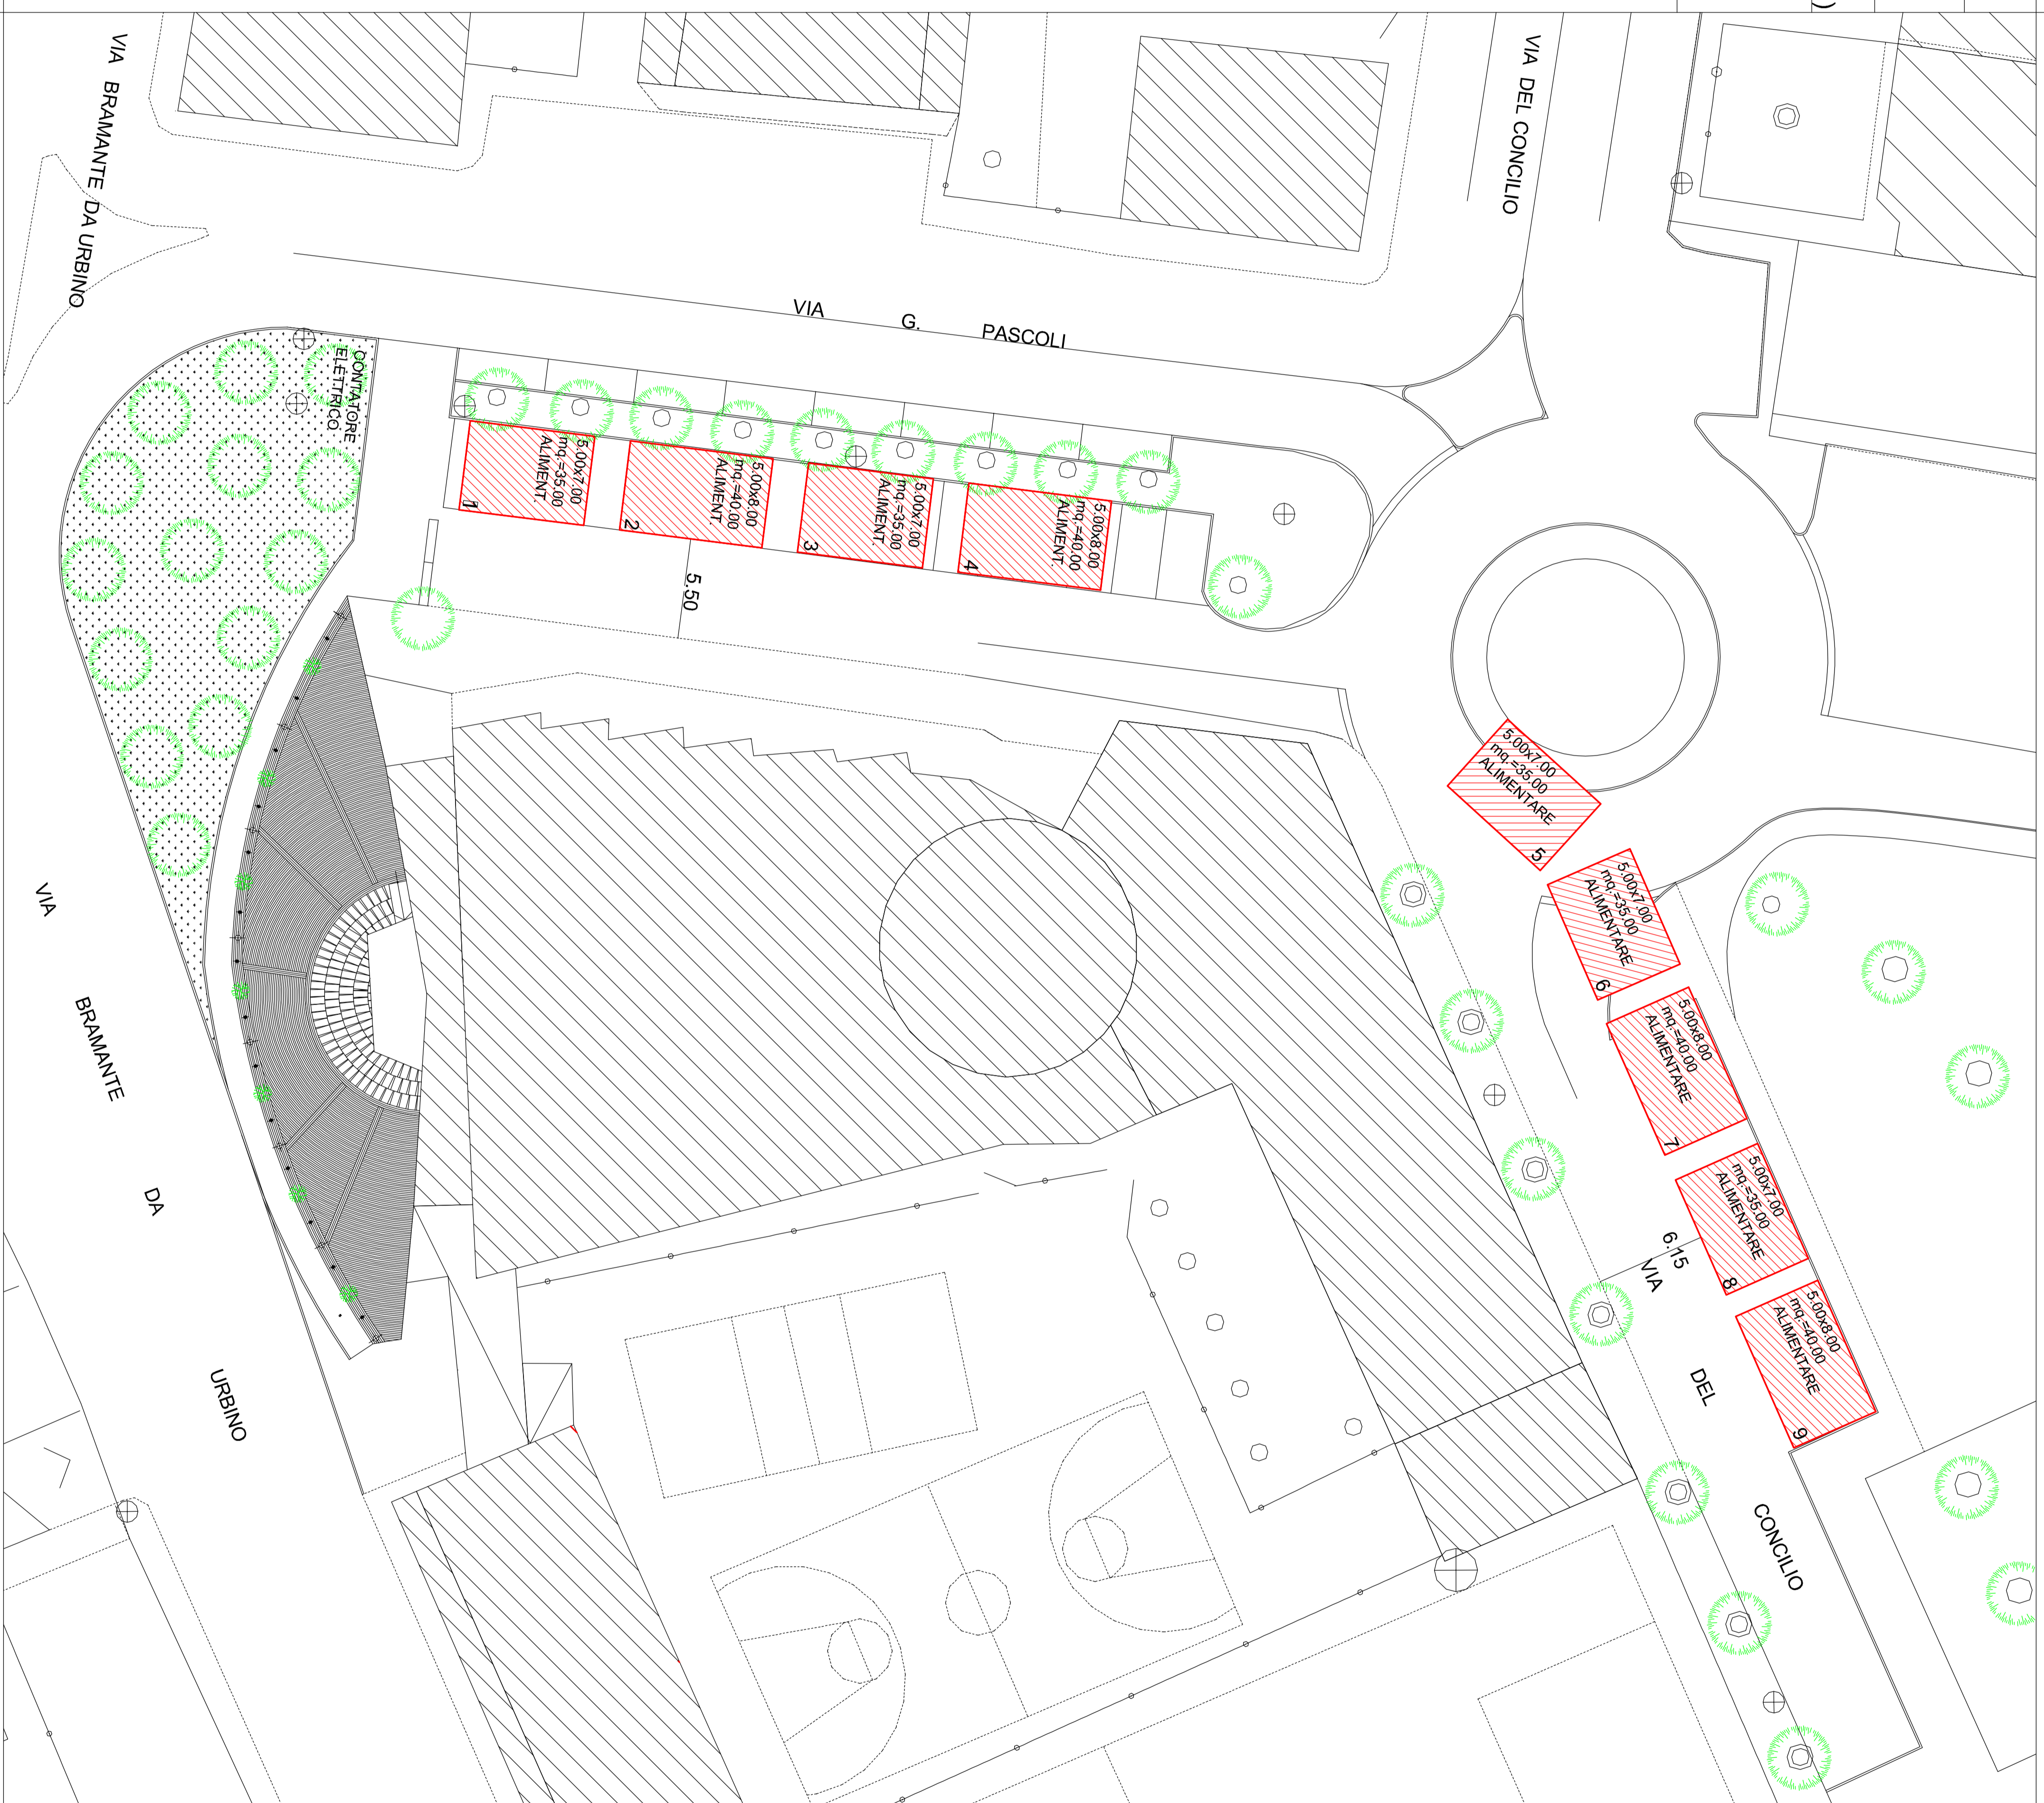 )
VIA BRAMANTE DA URBINO
VIA DEL CONCILIO
VIA G. PASCOLI
CONTATORE
ELETTRICO
5.00x7.00
mq.=35.00
ALIMENT.
1
5.00x8.00
mq.=40.00
ALIMENT.
2
5.00x7.00
mq.=35.00
ALIMENT.
3
5.00x8.00
mq.=40.00
ALIMENT.
4
5.50
5.00x7.00
mq.=35.00
ALIMENTARE
5
5.00x7.00
mq.=35.00
ALIMENTARE
6
5.00x8.00
mq.=40.00
ALIMENTARE
7
5.00x7.00
mq.=35.00
ALIMENTARE
8
5.00x8.00
mq.=40.00
ALIMENTARE
9
6.15
VIA DEL CONCILIO
VIA BRAMANTE DA URBINO